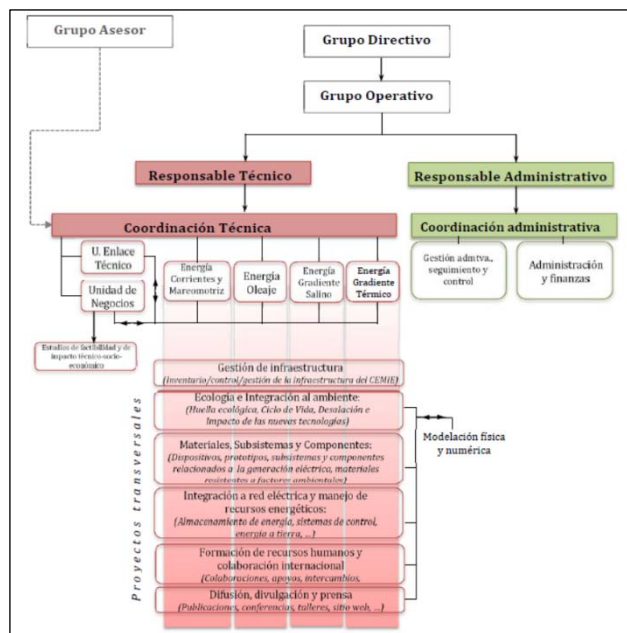 Grupo Asesor
Grupo Directivo
Grupo Operativo
Responsable Técnico
Responsable Administrativo
Coordinación Técnica
Coordinación administrativa
U. Enlace
Técnico
Unidad de
Negocios
Estudios de factibilidad y de
impacto técnico-socio-
económico
Energía
Corrientes y
Mareomotriz
Energía
Oleaje
Energía
Gradiente
Salino
Energía
Gradiente
Térmico
Gestión admtva.,
seguimiento y
control
Administración
y finanzas
Proyectos transversales
Gestión de infraestructura
(Inventario/control/gestión de la infraestructura del CEMIE)
Ecología e Integración al ambiente:
(Huella ecológica, Ciclo de Vida, Desalación e
impacto de las nuevas tecnologías)
Materiales, Subsistemas y Componentes:
(Dispositivos, prototipos, subsistemas y componentes
relacionados a la generación eléctrica, materiales
resistentes a factores ambientales)
Integración a red eléctrica y manejo de
recursos energéticos:
(Almacenamiento de energía, sistemas de control,
energía a tierra, ...)
Formación de recursos humanos y
colaboración internacional
(Colaboraciones, apoyos, intercambios,
Difusión, divulgación y prensa
(Publicaciones, conferencias, talleres, sitio web, ...)
Modelación física
y numérica